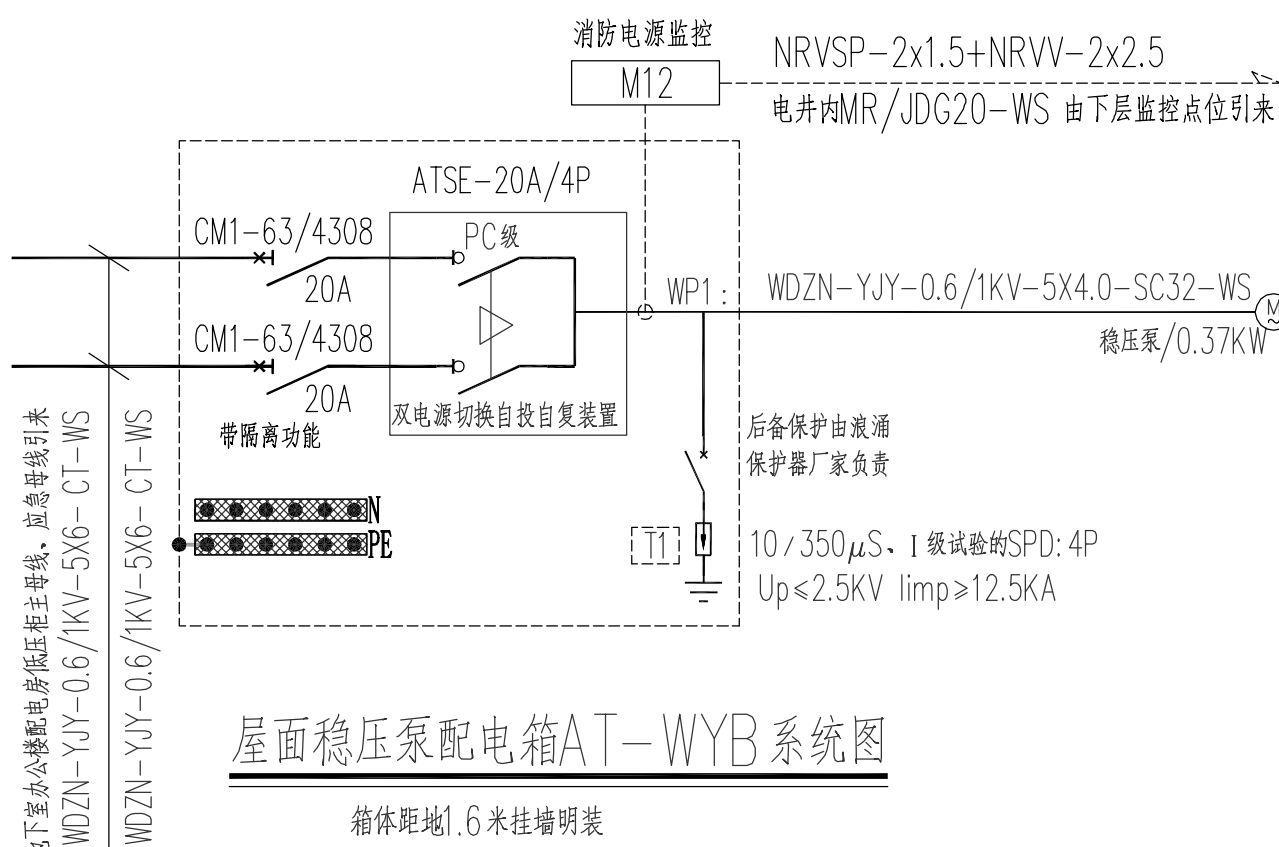 消防电源监控
M12
NRVSP-2x1.5+NRVV-2x2.5
电井内MR/JDG20-WS 由下层监控点位引来
ATSE-20A/4P
CM1-63/4308
PC级
20A
WP1:
WDZN-YJY-0.6/1KV-5X4.0-SC32-WS
M
~
稳压泵/0.37KW
CM1-63/4308
20A
带隔离功能
双电源切换自投自复装置
后备保护由浪涌
保护器厂家负责
N
PE
T1
10/350μS、I级试验的SPD:4P
Up≤2.5KV Iimp≥12.5KA
下室办公楼配电房低压柜主母线、应急母线引来
WDZN-YJY-0.6/1KV-5X6- CT-WS
WDZN-YJY-0.6/1KV-5X6- CT-WS
屋面稳压泵配电箱AT-WYB系统图
箱体距地1.6米挂墙明装